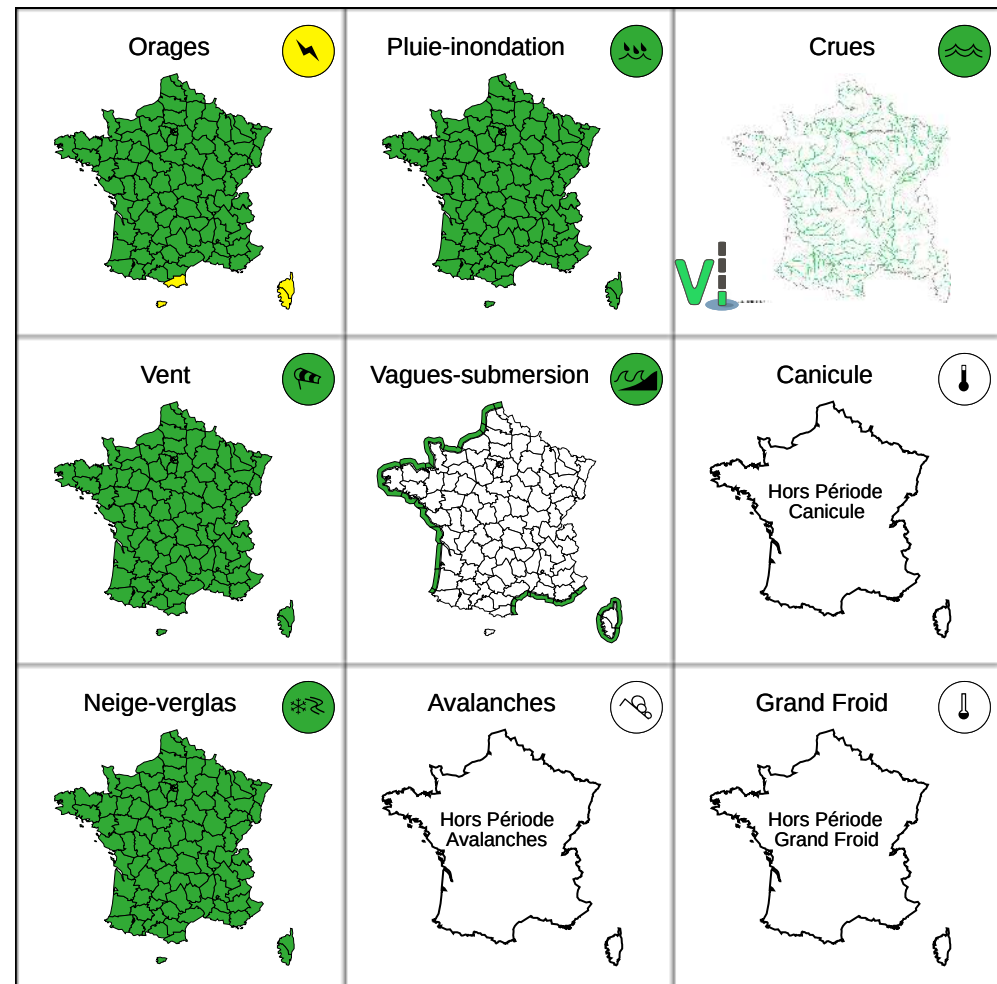 Orages
Pluie-inondation
Crues
Vi
Vent
Vagues-submersion
Canicule
Hors Période
Canicule
Neige-verglas
Avalanches
Hors Période
Avalanches
Grand Froid
Hors Période
Grand Froid